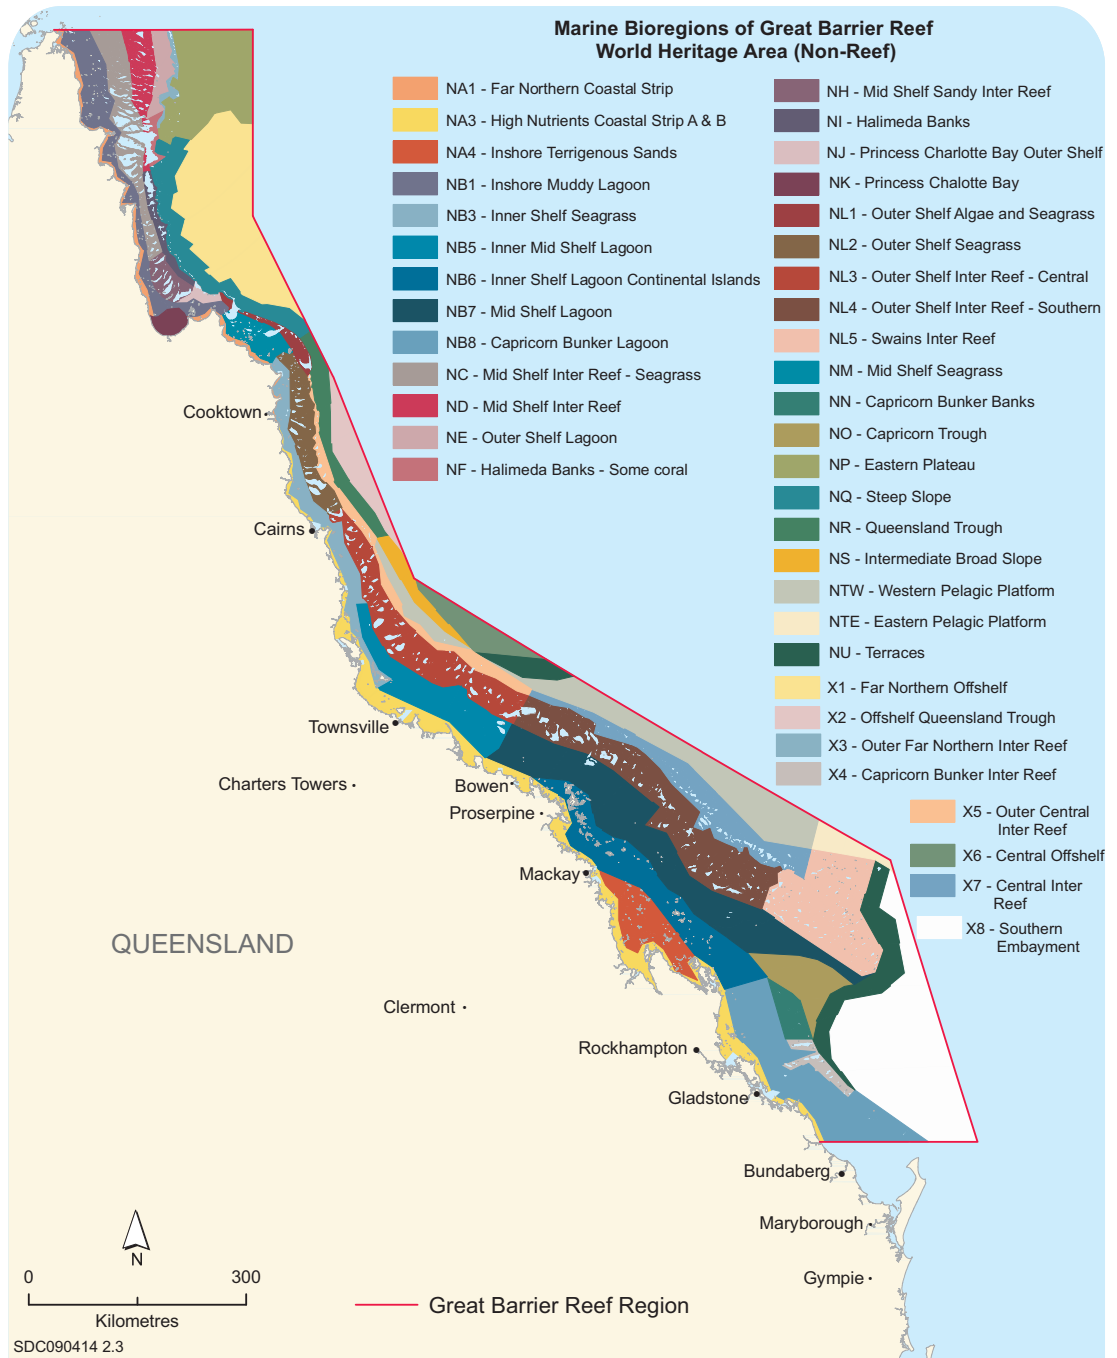 Marine Bioregions of Great Barrier Reef
World Heritage Area (Non-Reef)
NA1 - Far Northern Coastal Strip
NA3 - High Nutrients Coastal Strip A & B
NA4 - Inshore Terrigenous Sands
NB1 - Inshore Muddy Lagoon
NB3 - Inner Shelf Seagrass
NB5 - Inner Mid Shelf Lagoon
NB6 - Inner Shelf Lagoon Continental Islands
NB7 - Mid Shelf Lagoon
NB8 - Capricorn Bunker Lagoon
NC - Mid Shelf Inter Reef - Seagrass
ND - Mid Shelf Inter Reef
NE - Outer Shelf Lagoon
NF - Halimeda Banks - Some coral
NH - Mid Shelf Sandy Inter Reef
NI - Halimeda Banks
NJ - Princess Charlotte Bay Outer Shelf
NK - Princess Chalotte Bay
NL1 - Outer Shelf Algae and Seagrass
NL2 - Outer Shelf Seagrass
NL3 - Outer Shelf Inter Reef - Central
NL4 - Outer Shelf Inter Reef - Southern
NL5 - Swains Inter Reef
NM - Mid Shelf Seagrass
NN - Capricorn Bunker Banks
NO - Capricorn Trough
NP - Eastern Plateau
NQ - Steep Slope
NR - Queensland Trough
NS - Intermediate Broad Slope
NTW - Western Pelagic Platform
NTE - Eastern Pelagic Platform
NU - Terraces
X1 - Far Northern Offshelf
X2 - Offshelf Queensland Trough
X3 - Outer Far Northern Inter Reef
X4 - Capricorn Bunker Inter Reef
X5 - Outer Central
Inter Reef
X6 - Central Offshelf
X7 - Central Inter
Reef
X8 - Southern
Embayment
Cooktown
Cairns
Townsville
Charters Towers
Bowen
Proserpine
Mackay
QUEENSLAND
Clermont
Rockhampton
Gladstone
Bundaberg
Maryborough
Gympie
N
0 300
Kilometres
Great Barrier Reef Region
SDC090414 2.3